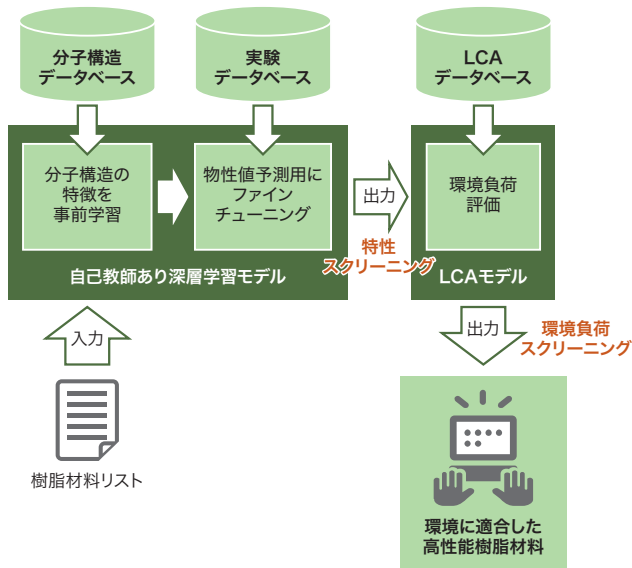 分子構造
データベース
実験
データベース
LCA
データベース
分子構造の
特徴を
事前学習
物性値予測用に
ファイン
チューニング
出力
特性
スクリーニング
環境負荷
評価
自己教師あり深層学習モデル
LCAモデル
入力
樹脂材料リスト
出力
環境負荷
スクリーニング
環境に適合した
高性能樹脂材料